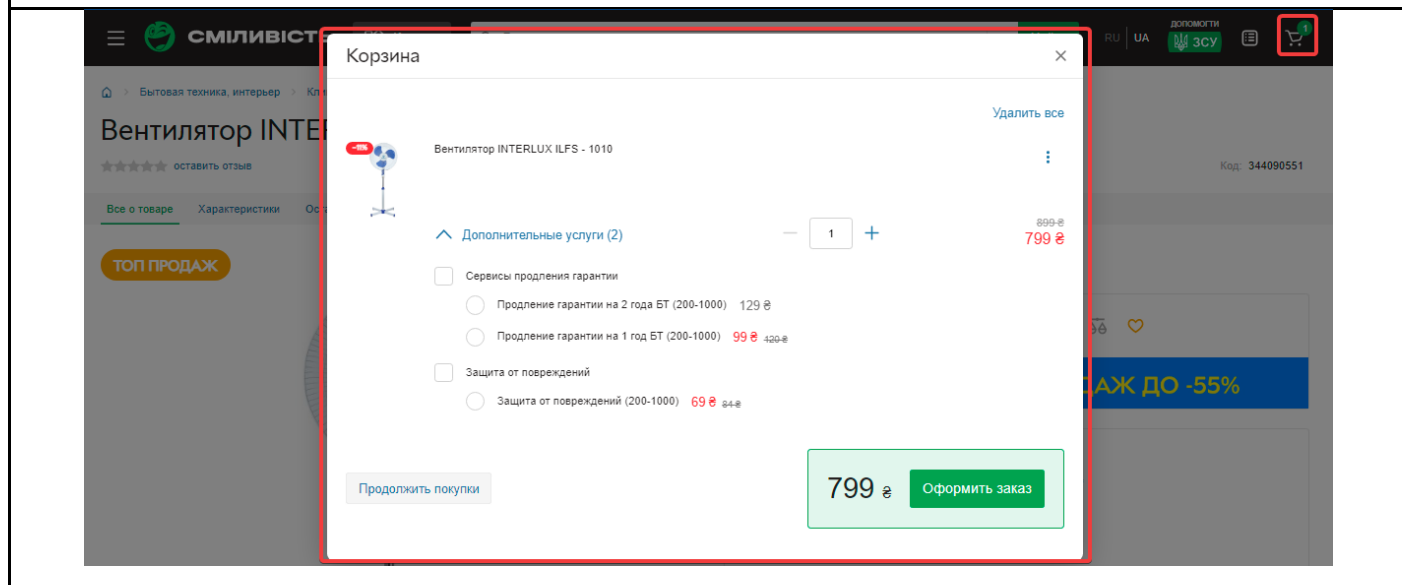 СМІЛИВІСТ
RU UA
ДОПОМОГТИ
ЗСУ
1
Корзина
Бытовая техника, интерьер
Вентилятор INTE
оставить отзыв
Код: 344090551
Все о товаре Характеристики
ТОП ПРОДАЖ
Удалить все
Вентилятор INTERLUX ILFS - 1010
Дополнительные услуги (2)
1
899 ₴
799 ₴
Сервисы продления гарантии
Продление гарантии на 2 года БТ (200-1000) 129 ₴
Продление гарантии на 1 год БТ (200-1000) 99 ₴ 120 ₴
Защита от повреждений
Защита от повреждений (200-1000) 69 ₴ 84 ₴
ДАЖ ДО -55%
Продолжить покупки
799 ₴ Оформить заказ